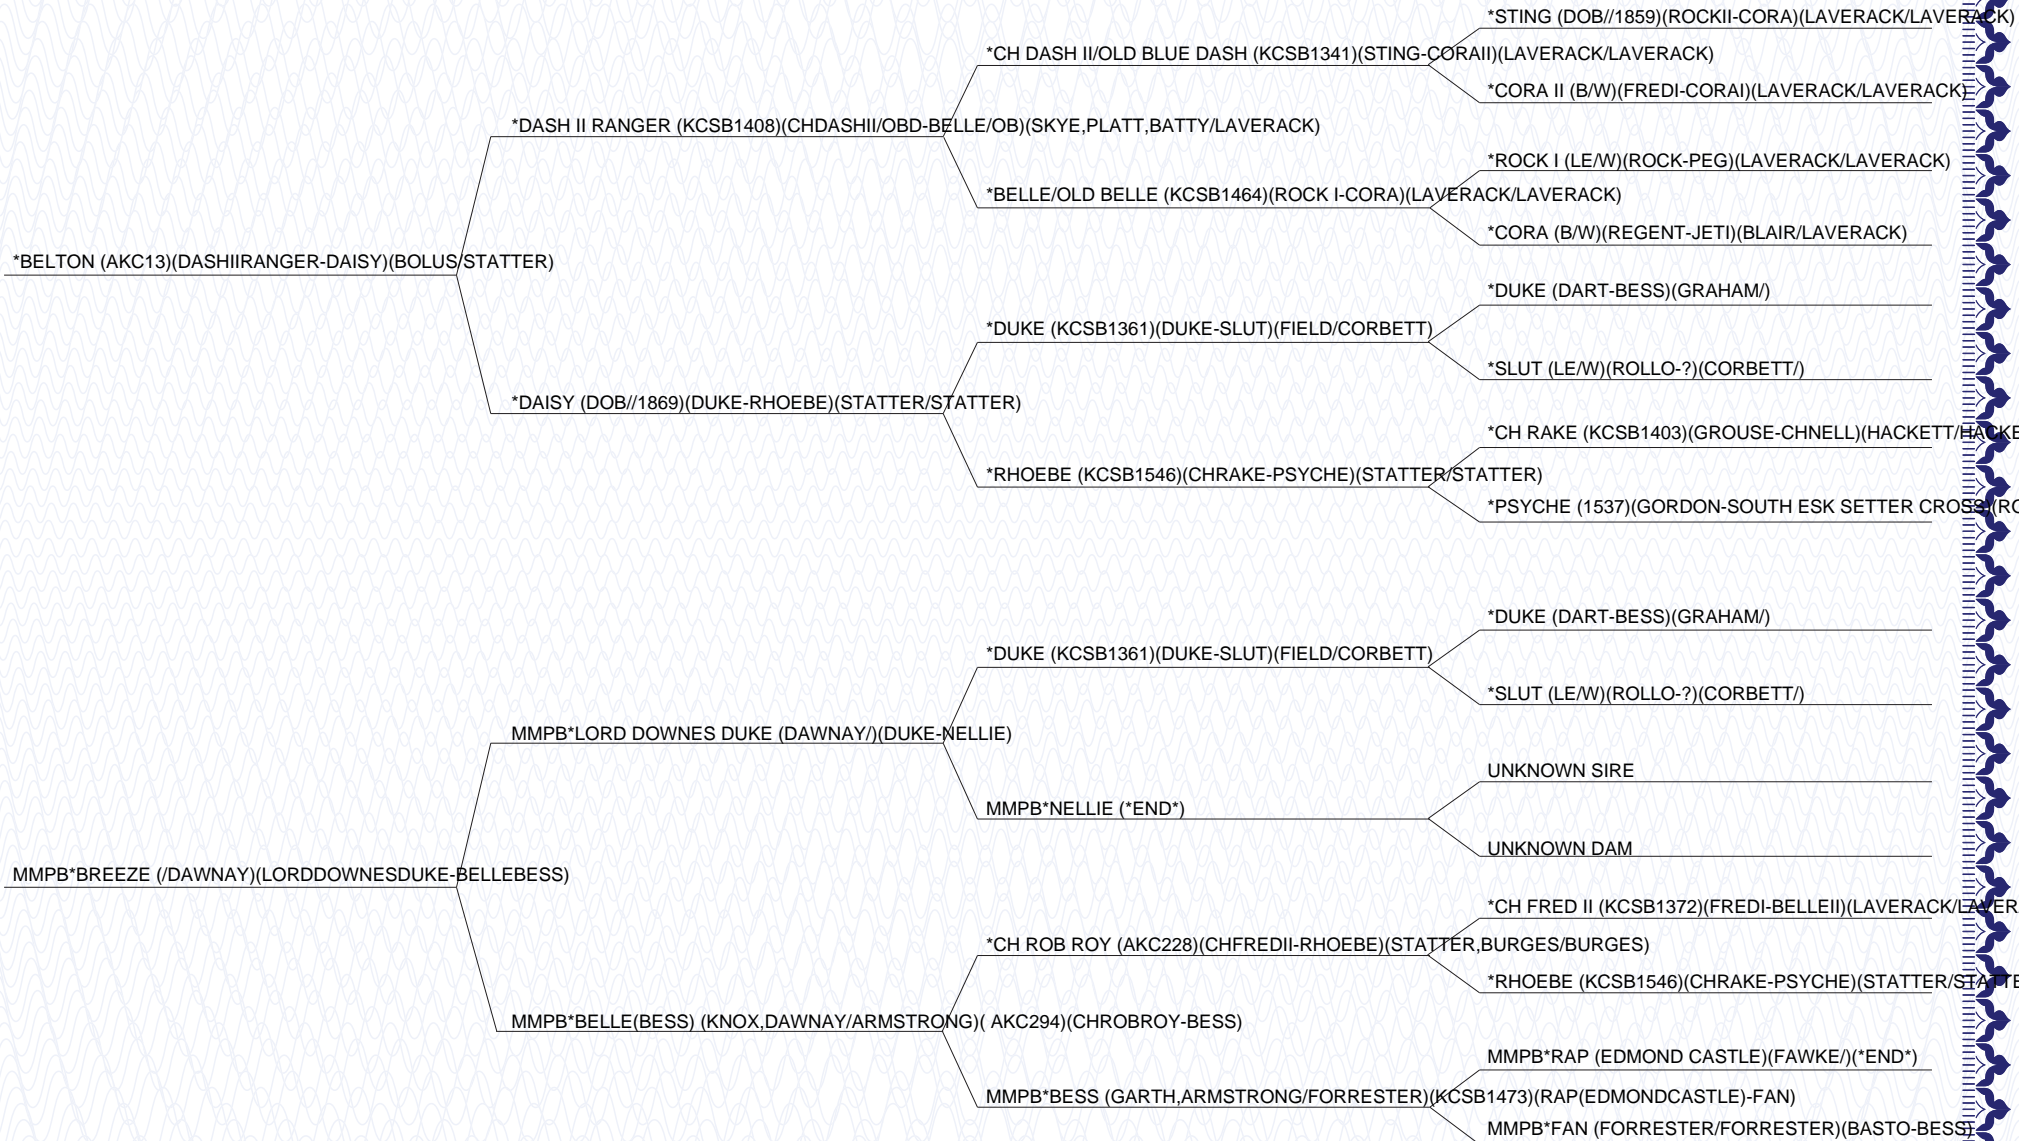 *STING (DOB//1859)(ROCKII-CORA)(LAVERACK/LAVERACK)
*CH DASH II/OLD BLUE DASH (KCSB1341)(STING-CORAII)(LAVERACK/LAVERACK)
*CORA II (B/W)(FREDI-CORAI)(LAVERACK/LAVERACK)
*DASH II RANGER (KCSB1408)(CHDASHII/OBD-BELLE/OB)(SKYE,PLATT,BATTY/LAVERACK)
*ROCK I (LE/W)(ROCK-PEG)(LAVERACK/LAVERACK)
*BELLE/OLD BELLE (KCSB1464)(ROCK I-CORA)(LAVERACK/LAVERACK)
*CORA (B/W)(REGENT-JETI)(BLAIR/LAVERACK)
*BELTON (AKC13)(DASHIIRANGER-DAISY)(BOLUS/STATTER)
*DUKE (DART-BESS)(GRAHAM/)
*DUKE (KCSB1361)(DUKE-SLUT)(FIELD/CORBETT)
*SLUT (LE/W)(ROLLO-?)(CORBETT/)
*DAISY (DOB//1869)(DUKE-RHOEBE)(STATTER/STATTER)
*CH RAKE (KCSB1403)(GROUSE-CHNELL)(HACKETT/HACKE
*RHOEBE (KCSB1546)(CHRAKE-PSYCHE)(STATTER/STATTER)
*PSYCHE (1537)(GORDON-SOUTH ESK SETTER CROSS)(RO
*DUKE (DART-BESS)(GRAHAM/)
*DUKE (KCSB1361)(DUKE-SLUT)(FIELD/CORBETT)
*SLUT (LE/W)(ROLLO-?)(CORBETT/)
MMPB*LORD DOWNES DUKE (DAWNAY/)(DUKE-NELLIE)
UNKNOWN SIRE
MMPB*NELLIE (*END*)
UNKNOWN DAM
MMPB*BREEZE (/DAWNAY)(LORDDOWNESDUKE-BELLEBESS)
*CH FRED II (KCSB1372)(FREDI-BELLEII)(LAVERACK/LAVER
*CH ROB ROY (AKC228)(CHFREDII-RHOEBE)(STATTER,BURGES/BURGES)
*RHOEBE (KCSB1546)(CHRAKE-PSYCHE)(STATTER/STATTE
MMPB*BELLE(BESS) (KNOX,DAWNAY/ARMSTRONG)( AKC294)(CHROBROY-BESS)
MMPB*RAP (EDMOND CASTLE)(FAWKE/)(*END*)
MMPB*BESS (GARTH,ARMSTRONG/FORRESTER)(KCSB1473)(RAP(EDMONDCASTLE)-FAN)
MMPB*FAN (FORRESTER/FORRESTER)(BASTO-BESS)